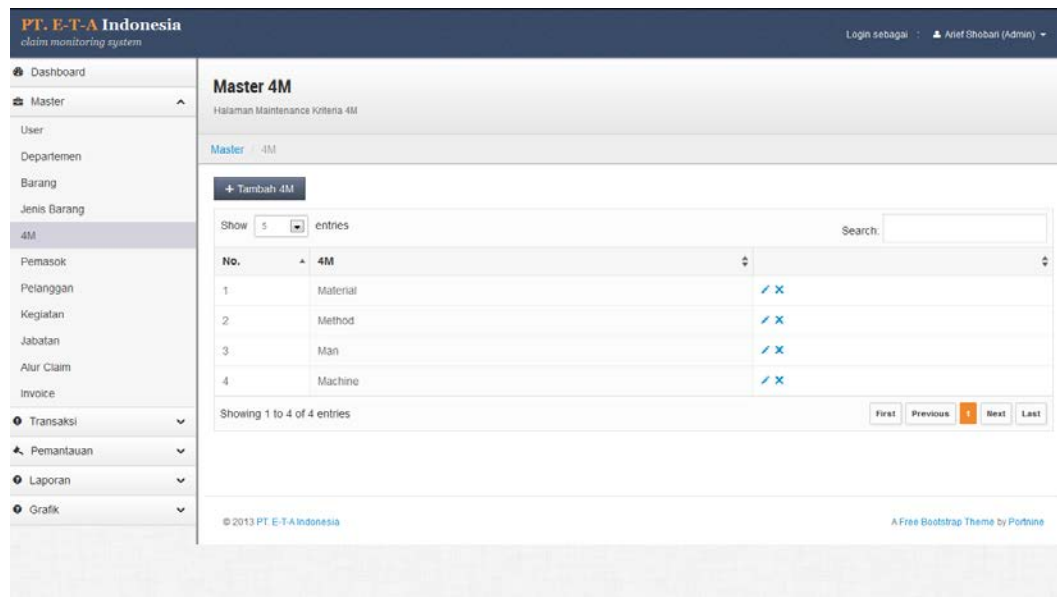 PT. E-T-A Indonesia
claim monitoring system
Login sebagai : Arief Shobari (Admin)
Dashboard
Master
User
Departemen
Barang
Jenis Barang
4M
Pemasok
Pelanggan
Kegiatan
Jabatan
Alur Claim
Invoice
Transaksi
Pemantauan
Laporan
Grafik
Master 4M
Halaman Maintenance Kriteria 4M
Master / 4M
+ Tambah 4M
Show 5 entries
Search:
No. 4M
1 Material
2 Method
3 Man
4 Machine
Showing 1 to 4 of 4 entries
First Previous 1 Next Last
© 2013 PT. E-T-A Indonesia
A Free Bootstrap Theme by Portnine